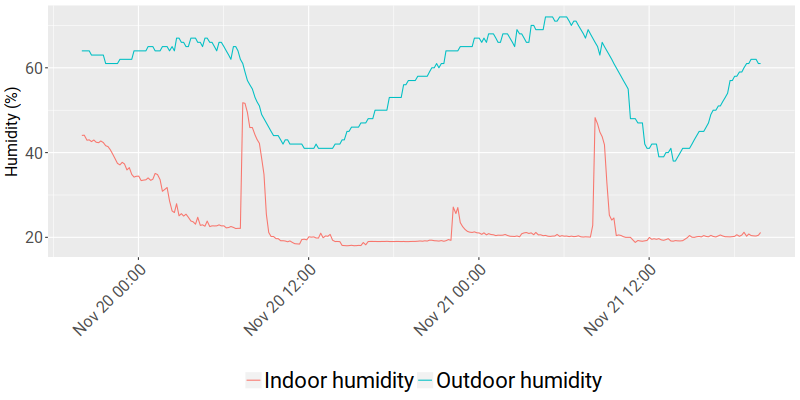 Humidity (%)
60
40
20
Nov 20 00:00
Nov 20 12:00
Nov 21 00:00
Nov 21 12:00
Indoor humidity Outdoor humidity